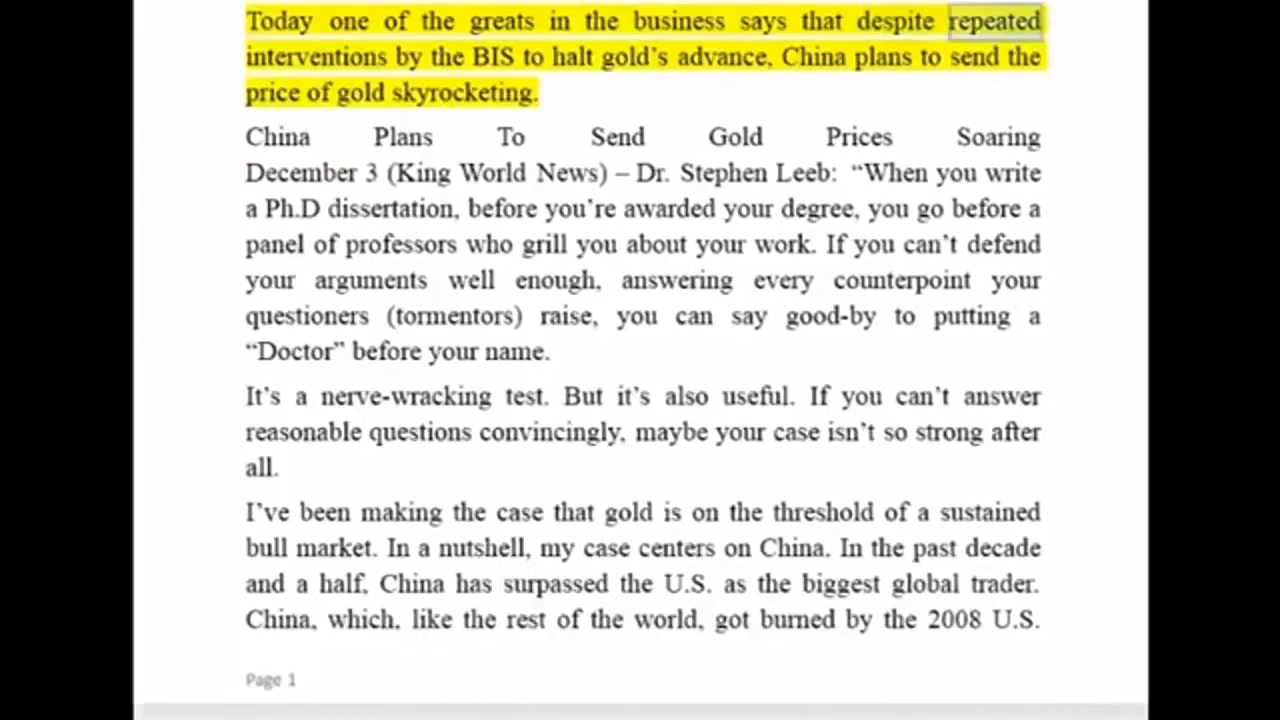 Today one of the greats in the business says that despite repeated
interventions by the BIS to halt gold’s advance, China plans to send the
price of gold skyrocketing.
China Plans To Send Gold Prices Soaring
December 3 (King World News) – Dr. Stephen Leeb: “When you write
a Ph.D dissertation, before you’re awarded your degree, you go before a
panel of professors who grill you about your work. If you can’t defend
your arguments well enough, answering every counterpoint your
questioners (tormentors) raise, you can say good-by to putting a
“Doctor” before your name.
It’s a nerve-wracking test. But it’s also useful. If you can’t answer
reasonable questions convincingly, maybe your case isn’t so strong after
all.
I’ve been making the case that gold is on the threshold of a sustained
bull market. In a nutshell, my case centers on China. In the past decade
and a half, China has surpassed the U.S. as the biggest global trader.
China, which, like the rest of the world, got burned by the 2008 U.S.
Page 1